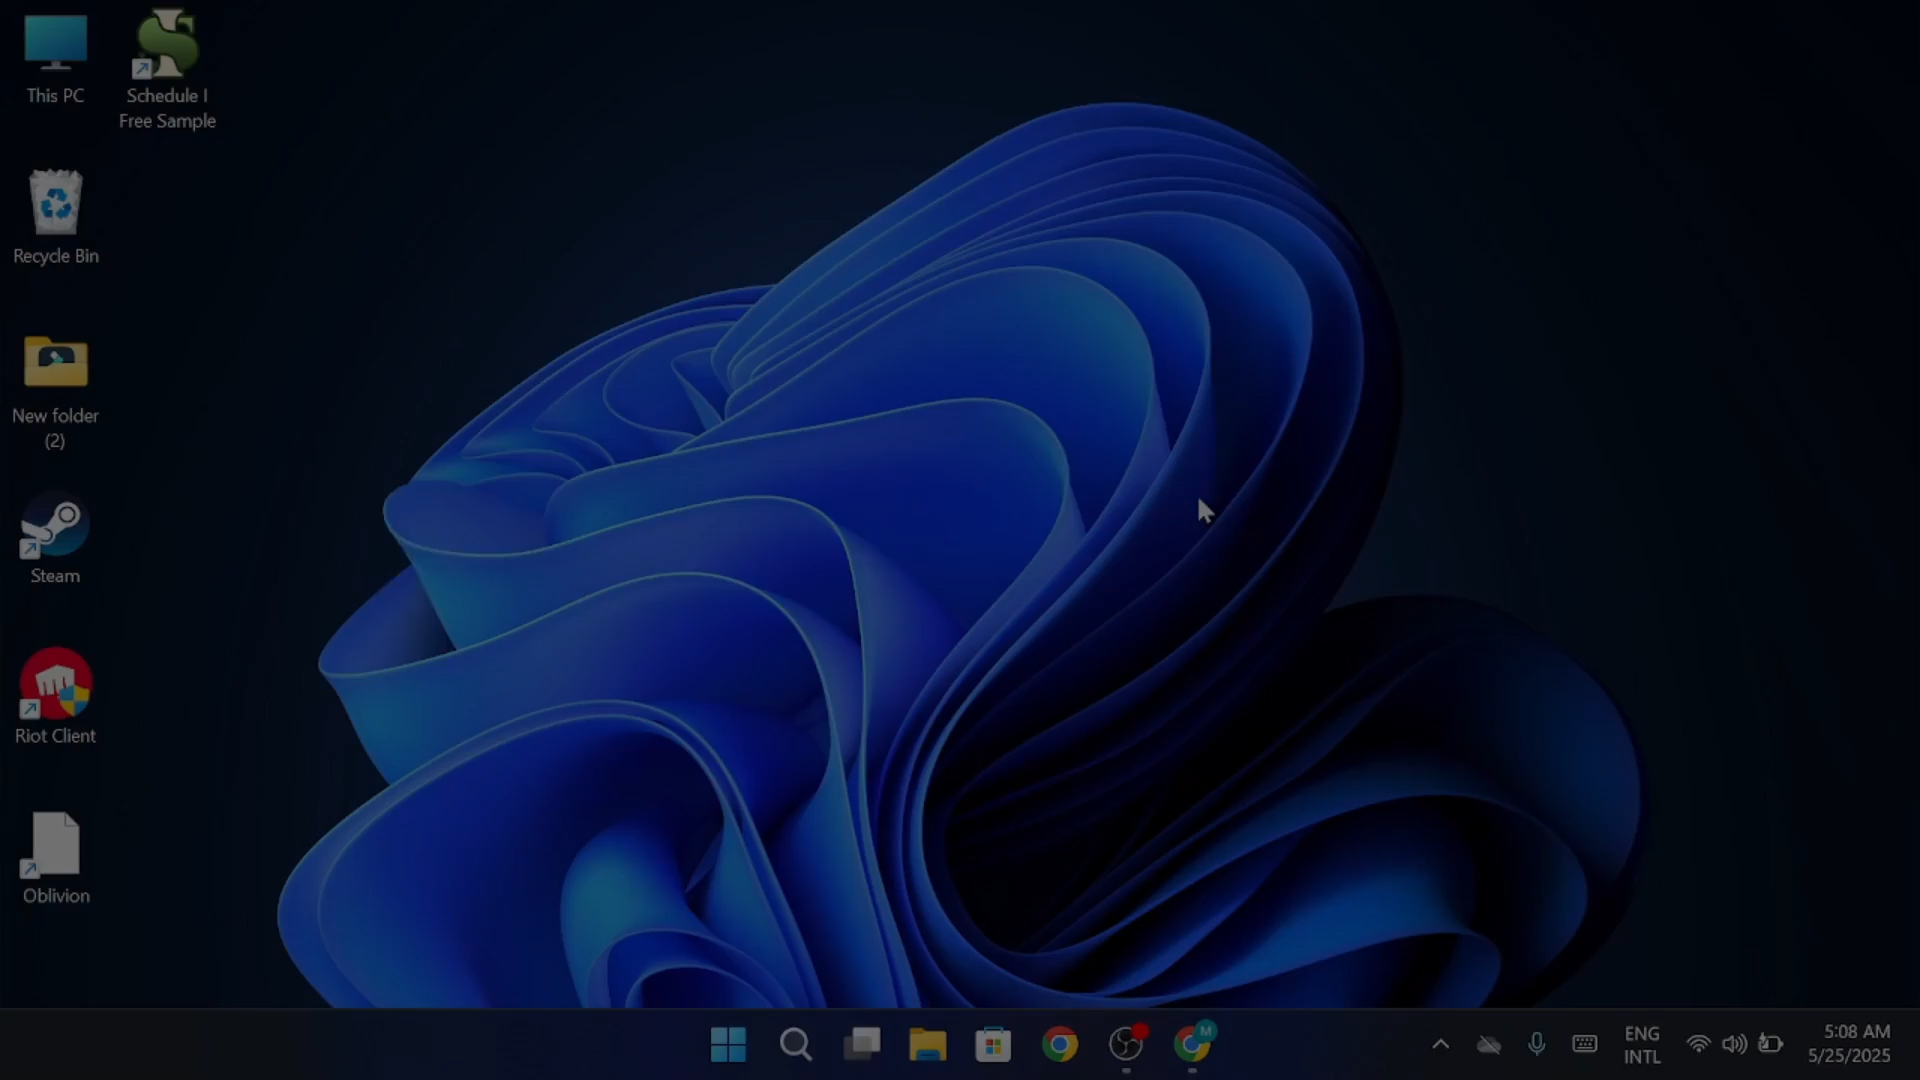 This PC
Schedule I
Free Sample
Recycle Bin
New folder
(2)
Steam
Riot Client
Oblivion
M
ENG
INTL
5:08 AM
5/25/2025